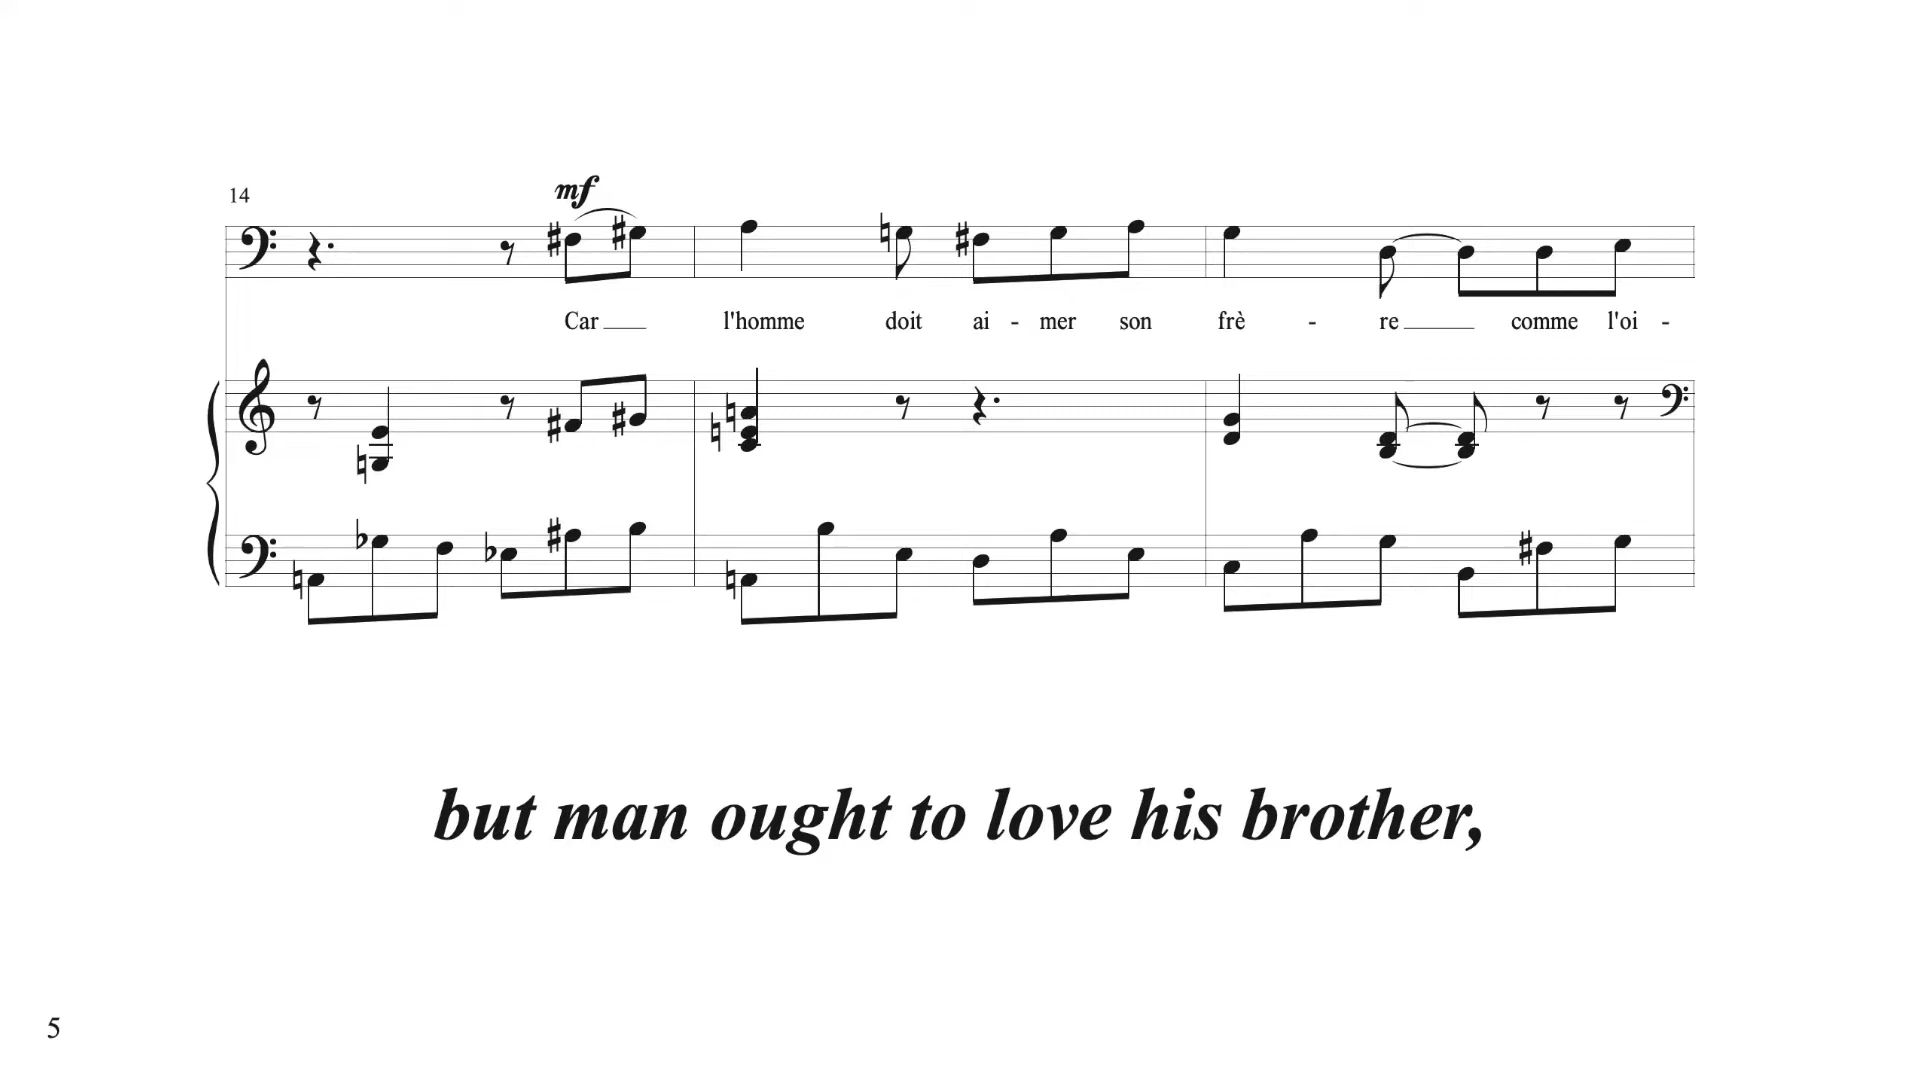 14
mf
Car l'homme doit ai - mer son frè - re comme l'oi -
but man ought to love his brother,
5